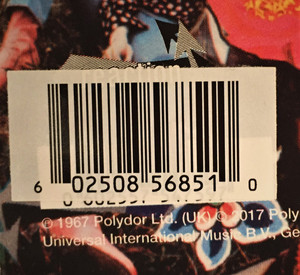 6 02508 56851 0
℗ 1967 Polydor Ltd. (UK) ℗ 2017 Poly
Universal International Music B.V., Ge